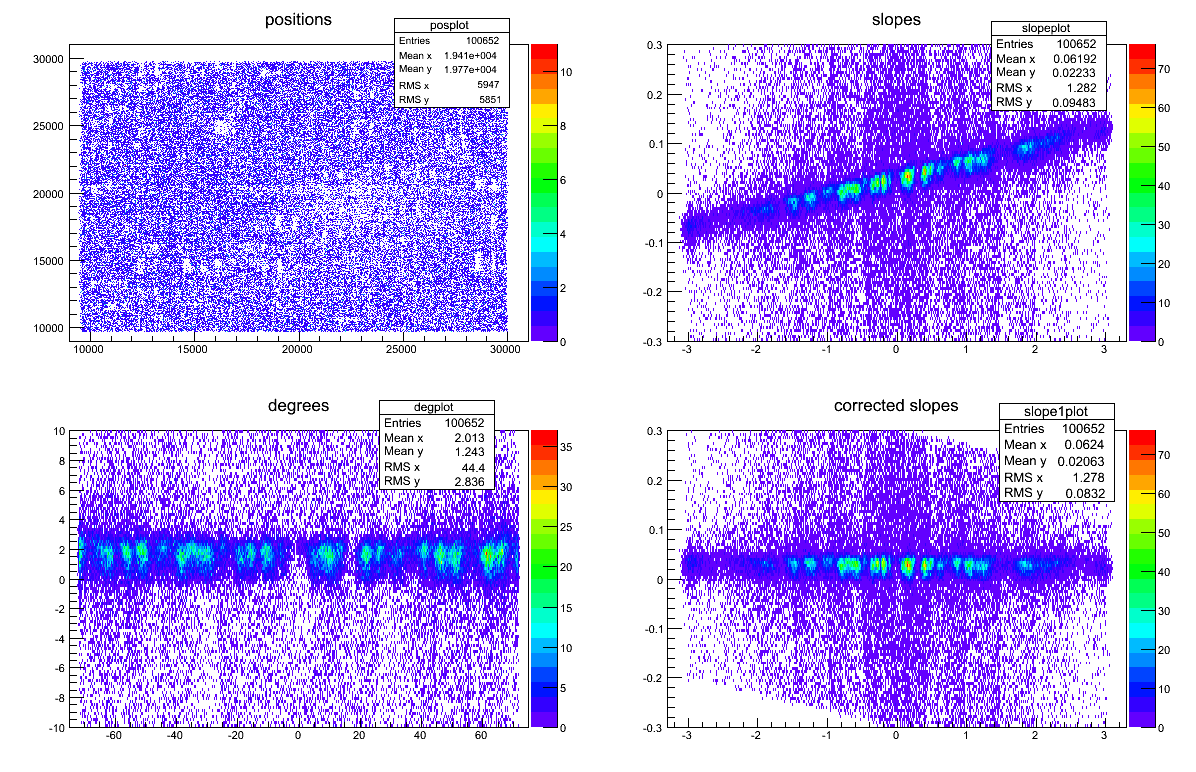 positions
posplot
Entries 100652
Mean x 1.941e+004
Mean y 1.977e+004
RMS x 5947
RMS y 5851
30000
25000
20000
15000
10000
10000 15000 20000 25000 30000
10
8
6
4
2
0
slopes
slopeplot
Entries 100652
Mean x 0.06192
Mean y 0.02233
RMS x 1.282
RMS y 0.09483
0.3
0.2
0.1
0
-0.1
-0.2
-0.3
-3 -2 -1 0 1 2 3
70
60
50
40
30
20
10
0
degrees
degplot
Entries 100652
Mean x 2.013
Mean y 1.243
RMS x 44.4
RMS y 2.836
10
8
6
4
2
0
-2
-4
-6
-8
-10
-60 -40 -20 0 20 40 60
35
30
25
20
15
10
5
0
corrected slopes
slope1plot
Entries 100652
Mean x 0.0624
Mean y 0.02063
RMS x 1.278
RMS y 0.0832
0.3
0.2
0.1
0
-0.1
-0.2
-0.3
-3 -2 -1 0 1 2 3
70
60
50
40
30
20
10
0